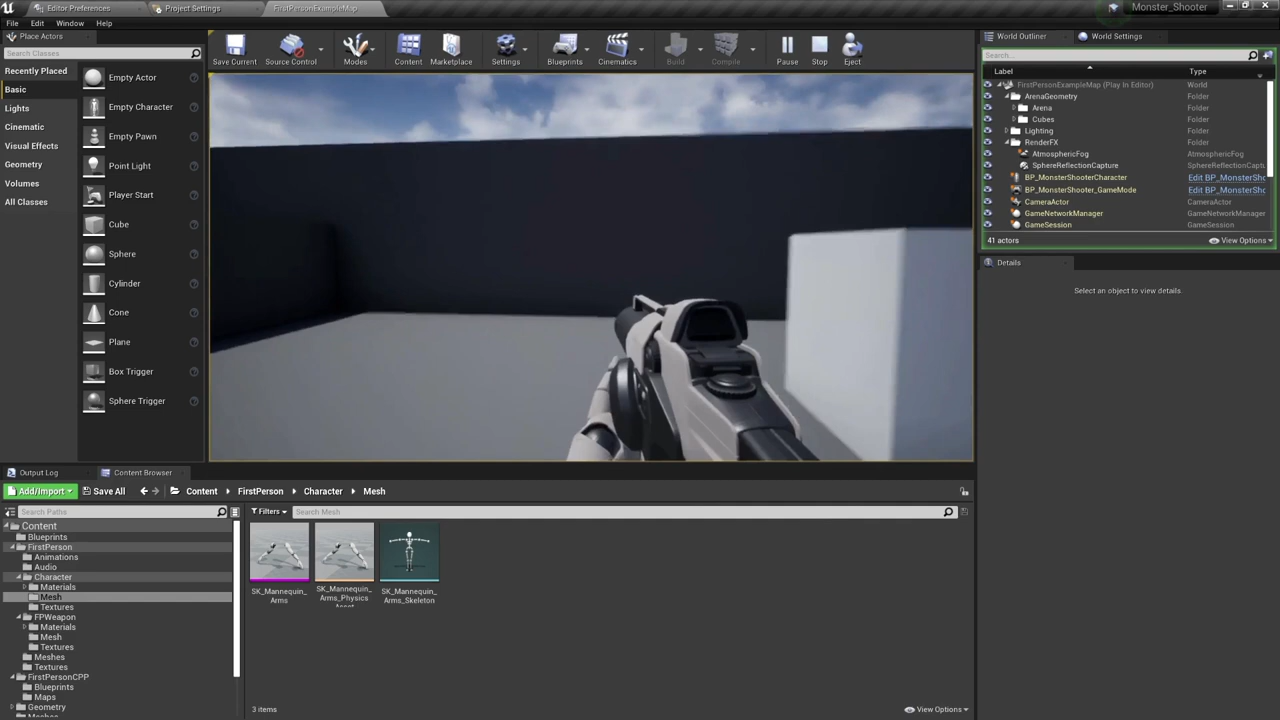 Editor Preferences
Project Settings
FirstPersonExampleMap
Monster_Shooter
File Edit Window Help
Place Actors
Search Classes
Recently Placed
Basic
Lights
Cinematic
Visual Effects
Geometry
Volumes
All Classes
Empty Actor
Empty Character
Empty Pawn
Point Light
Player Start
Cube
Sphere
Cylinder
Cone
Plane
Box Trigger
Sphere Trigger
Save Current
Source Control
Modes
Content
Marketplace
Settings
Blueprints
Cinematics
Build
Compile
Pause
Stop
Eject
World Outliner
World Settings
Search...
Label Type
FirstPersonExampleMap (Play In Editor) World
ArenaGeometry Folder
Arena Folder
Cubes Folder
Lighting Folder
RenderFX Folder
AtmosphericFog AtmosphericFog
SphereReflectionCapture SphereReflectionCaptu
BP_MonsterShooterCharacter Edit BP_MonsterSho
BP_MonsterShooter_GameMode Edit BP_MonsterSho
CameraActor CameraActor
GameNetworkManager GameNetworkManager
GameSession GameSession
41 actors
View Options
Details
Select an object to view details.
Output Log
Content Browser
Add/Import
Save All
Content
FirstPerson
Character
Mesh
Search Paths
Filters
Search Mesh
Content
Blueprints
FirstPerson
Animations
Audio
Character
Materials
Mesh
Textures
FPWeapon
Materials
Mesh
Textures
Meshes
Textures
FirstPersonCPP
Blueprints
Maps
Geometry
Meshes
SK_Mannequin_
Arms
SK_Mannequin_
Arms_Physics
Asset
SK_Mannequin_
Arms_Skeleton
3 items
View Options